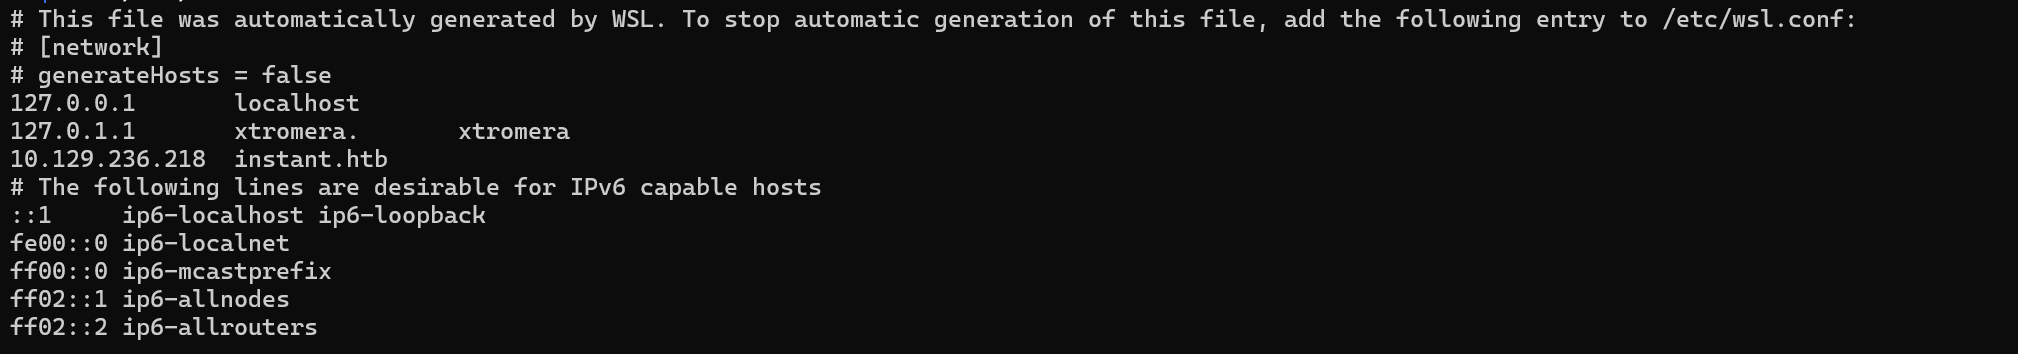 # This file was automatically generated by WSL. To stop automatic generation of this file, add the following entry to /etc/wsl.conf:
# [network]
# generateHosts = false
127.0.0.1       localhost
127.0.1.1       xtromera.       xtromera
10.129.236.218  instant.htb
# The following lines are desirable for IPv6 capable hosts
::1     ip6-localhost ip6-loopback
fe00::0 ip6-localnet
ff00::0 ip6-mcastprefix
ff02::1 ip6-allnodes
ff02::2 ip6-allrouters